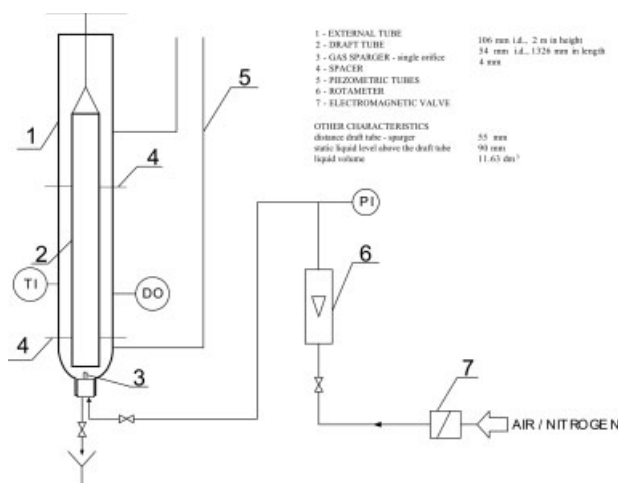 1 - EXTERNAL TUBE 106 mm i.d., 2 m in height
2 - DRAFT TUBE 54 mm i.d., 1326 mm in length
3 - GAS SPARGER - single orifice 4 mm
4 - SPACER
5 - PIEZOMETRIC TUBES
6 - ROTAMETER
7 - ELECTROMAGNETIC VALVE
OTHER CHARACTERISTICS
distance draft tube - sparger 55 mm
static liquid level above the draft tube 90 mm
liquid volume 11.63 dm³
5
1
4
PI
2
6
TI
DO
4
3
7
AIR / NITROGEN